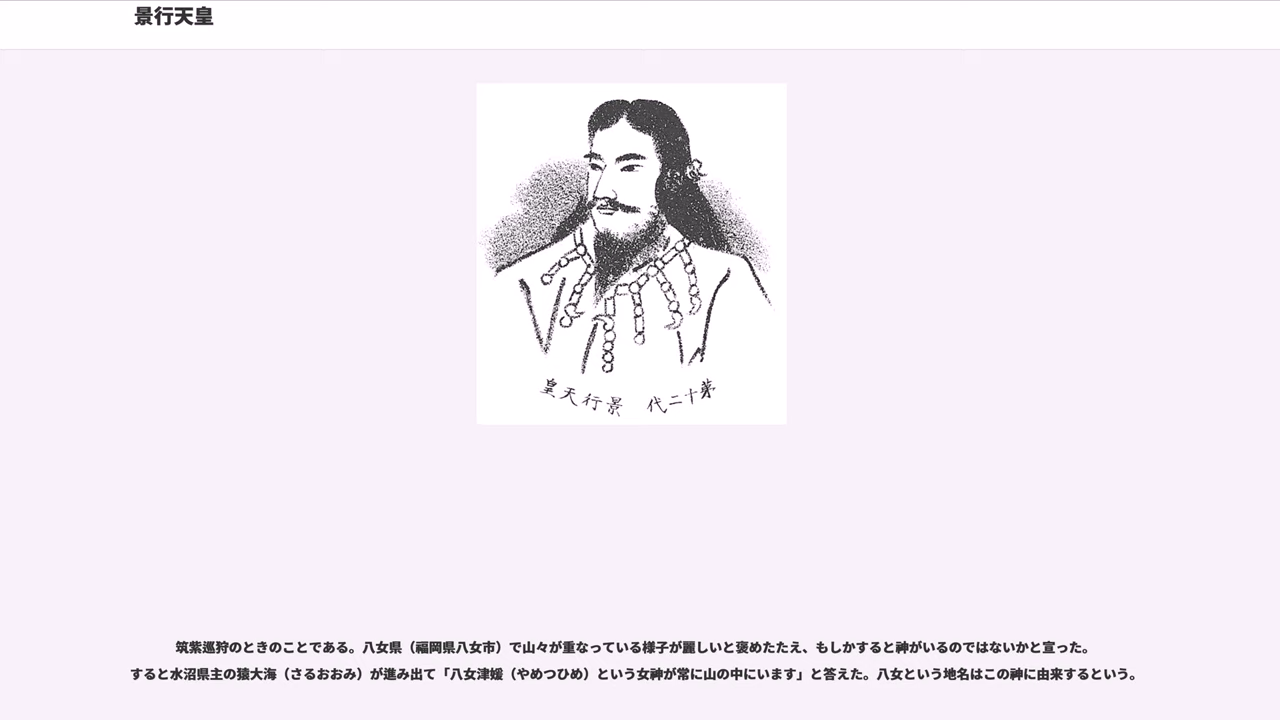 景行天皇
皇天行景 代二十第
筑紫巡狩のときのことである。八女県（福岡県八女市）で山々が重なっている様子が麗しいと褒めたたえ、もしかすると神がいるのではないかと宣った。
すると水沼県主の猿大海（さるおおみ）が進み出て「八女津媛（やめつひめ）という女神が常に山の中にいます」と答えた。八女という地名はこの神に由来するという。